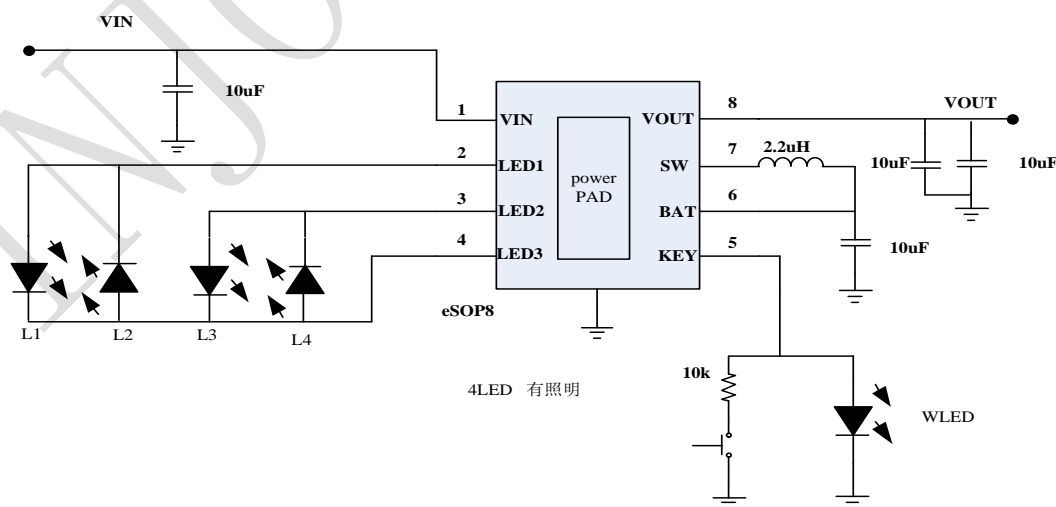 VIN
10uF
1
VIN
2
LED1
3
LED2
4
LED3
power
PAD
VOUT
8
VOUT
SW
7
2.2uH
10uF
10uF
BAT
6
10uF
KEY
5
eSOP8
L1
L2
L3
L4
4LED 有照明
10k
WLED